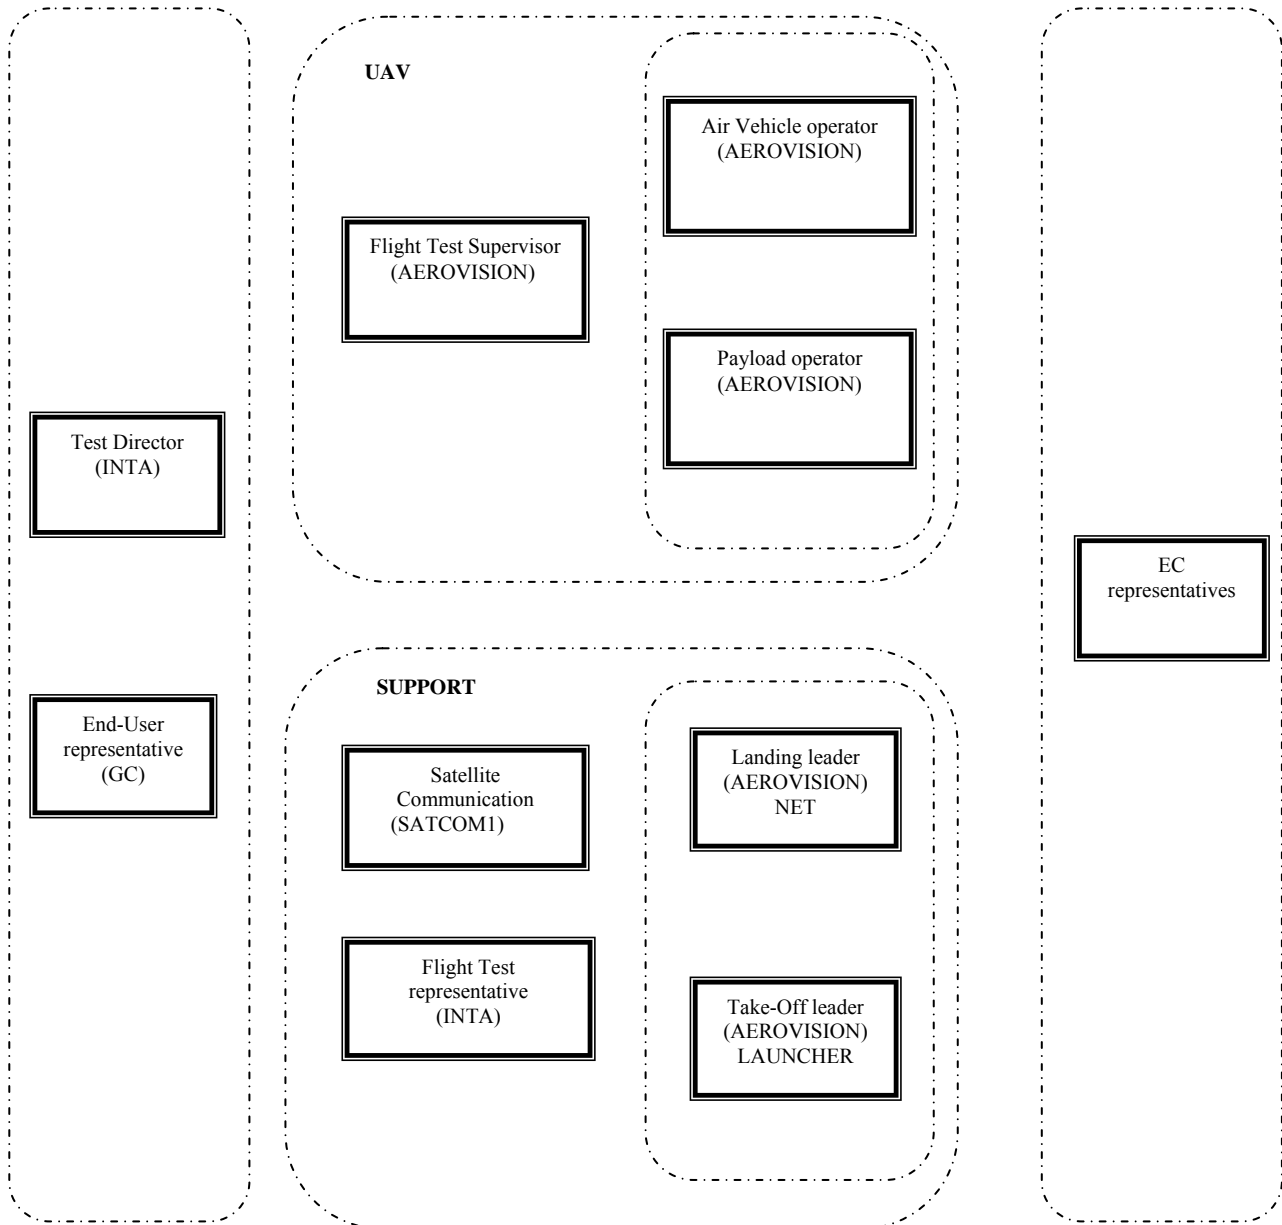 UAV
Air Vehicle operator
(AEROVISION)
Flight Test Supervisor
(AEROVISION)
Payload operator
(AEROVISION)
Test Director
(INTA)
EC
representatives
SUPPORT
End-User
representative
(GC)
Satellite
Communication
(SATCOM1)
Landing leader
(AEROVISION)
NET
Flight Test
representative
(INTA)
Take-Off leader
(AEROVISION)
LAUNCHER